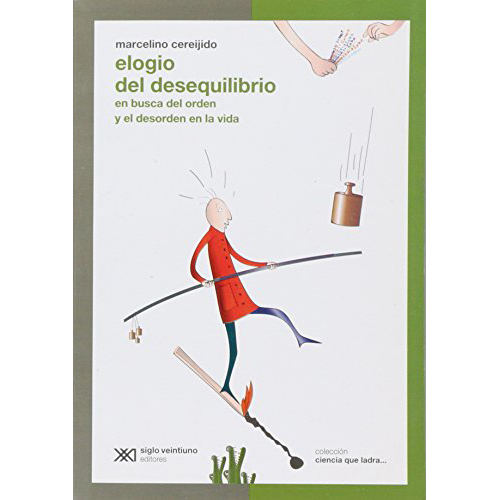 marcelino cereijido
elogio
del desequilibrio
en busca del orden
y el desorden en la vida
siglo veintiuno
editores
colección
ciencia que ladra...